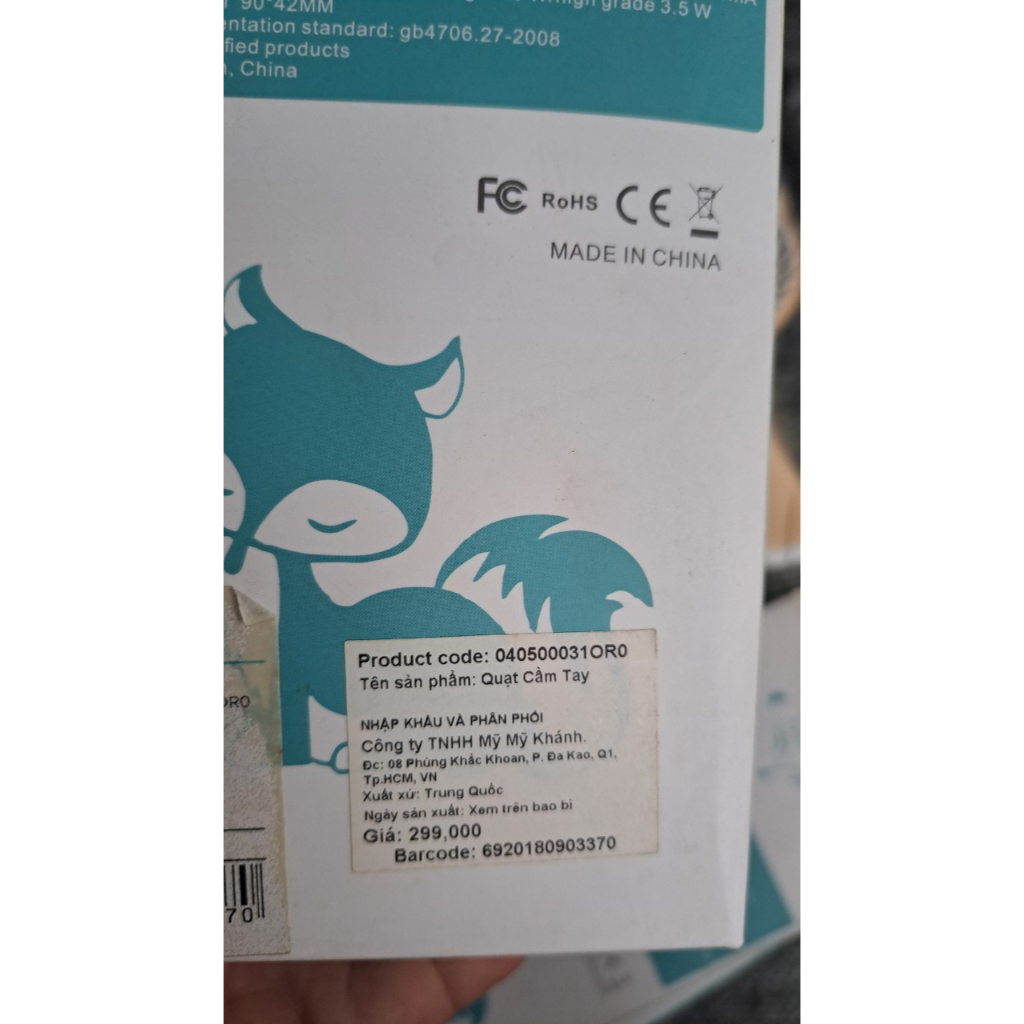 high grade 3.5 W
90*42MM
entation standard: gb4706.27-2008
fied products
, China
FC RoHS CE
MADE IN CHINA
Product code: 040500031OR0
Tên sản phẩm: Quạt Cầm Tay
NHẬP KHẨU VÀ PHÂN PHỐI
Công ty TNHH Mỹ Mỹ Khánh.
Đc: 08 Phùng Khắc Khoan, P. Đa Kao, Q1,
Tp.HCM, VN
Xuất xứ: Trung Quốc
Ngày sản xuất: Xem trên bao bì
Giá: 299,000
Barcode: 6920180903370
OR0
70